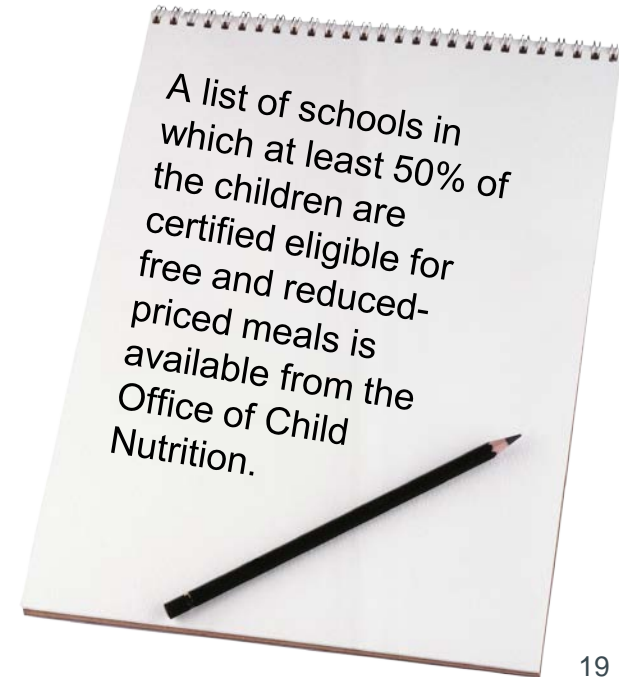 A list of schools in
which at least 50% of
the children are
certified eligible for
free and reduced-
priced meals is
available from the
Office of Child
Nutrition.
19